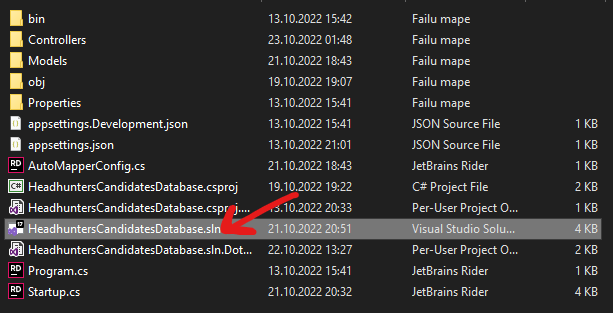 bin 13.10.2022 15:42 Failu mape
Controllers 23.10.2022 01:48 Failu mape
Models 21.10.2022 18:43 Failu mape
obj 19.10.2022 19:07 Failu mape
Properties 13.10.2022 15:41 Failu mape
appsettings.Development.json 13.10.2022 15:41 JSON Source File 1 KB
appsettings.json 13.10.2022 21:01 JSON Source File 1 KB
AutoMapperConfig.cs 21.10.2022 18:43 JetBrains Rider 1 KB
HeadhuntersCandidatesDatabase.csproj 19.10.2022 19:22 C# Project File 2 KB
HeadhuntersCandidatesDatabase.csproj.... 13.10.2022 20:33 Per-User Project O... 1 KB
HeadhuntersCandidatesDatabase.sln 21.10.2022 20:51 Visual Studio Solu... 4 KB
HeadhuntersCandidatesDatabase.sln.Dot... 22.10.2022 13:27 Per-User Project O... 2 KB
Program.cs 13.10.2022 15:41 JetBrains Rider 1 KB
Startup.cs 21.10.2022 20:32 JetBrains Rider 3 KB